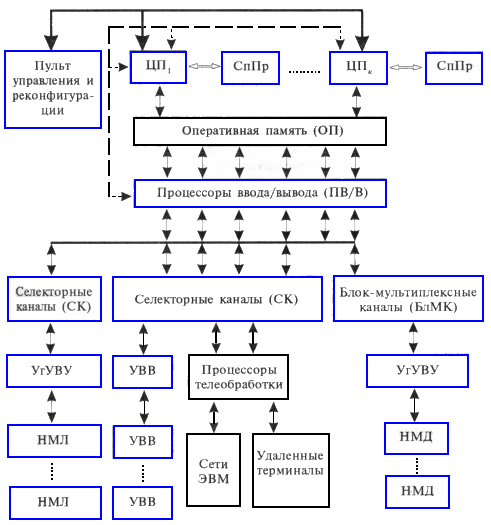 Пульт
управления и
реконфигура-
ции
ЦП1
СпПр
ЦПк
СпПр
Оперативная память (ОП)
Процессоры ввода/вывода (ПВ/В)
Селекторные
каналы (СК)
Селекторные каналы (СК)
Блок-мультиплексные
каналы (БлМК)
УгУВУ
УВВ
Процессоры
телеобработки
УгУВУ
НМЛ
УВВ
Сети
ЭВМ
Удаленные
терминалы
НМД
НМЛ
УВВ
НМД